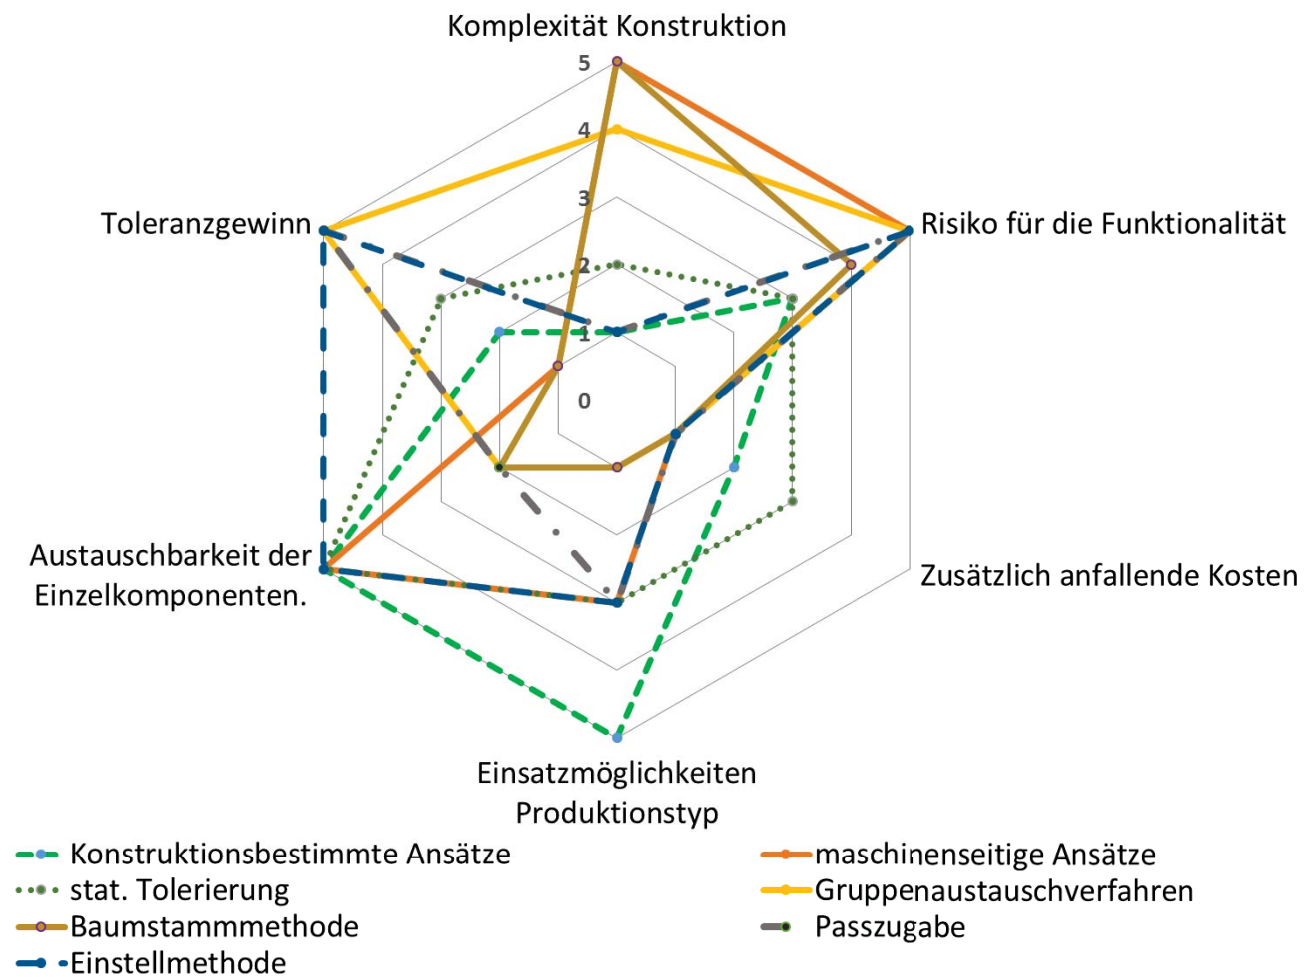 Komplexität Konstruktion
5
4
3
2
1
0
Toleranzgewinn
Risiko für die Funktionalität
Austauschbarkeit der
Einzelkomponenten.
Zusätzlich anfallende Kosten
Einsatzmöglichkeiten
Produktionstyp
Konstruktionsbestimmte Ansätze
maschinenseitige Ansätze
stat. Tolerierung
Gruppenaustauschverfahren
Baumstammmethode
Passzugabe
Einstellmethode